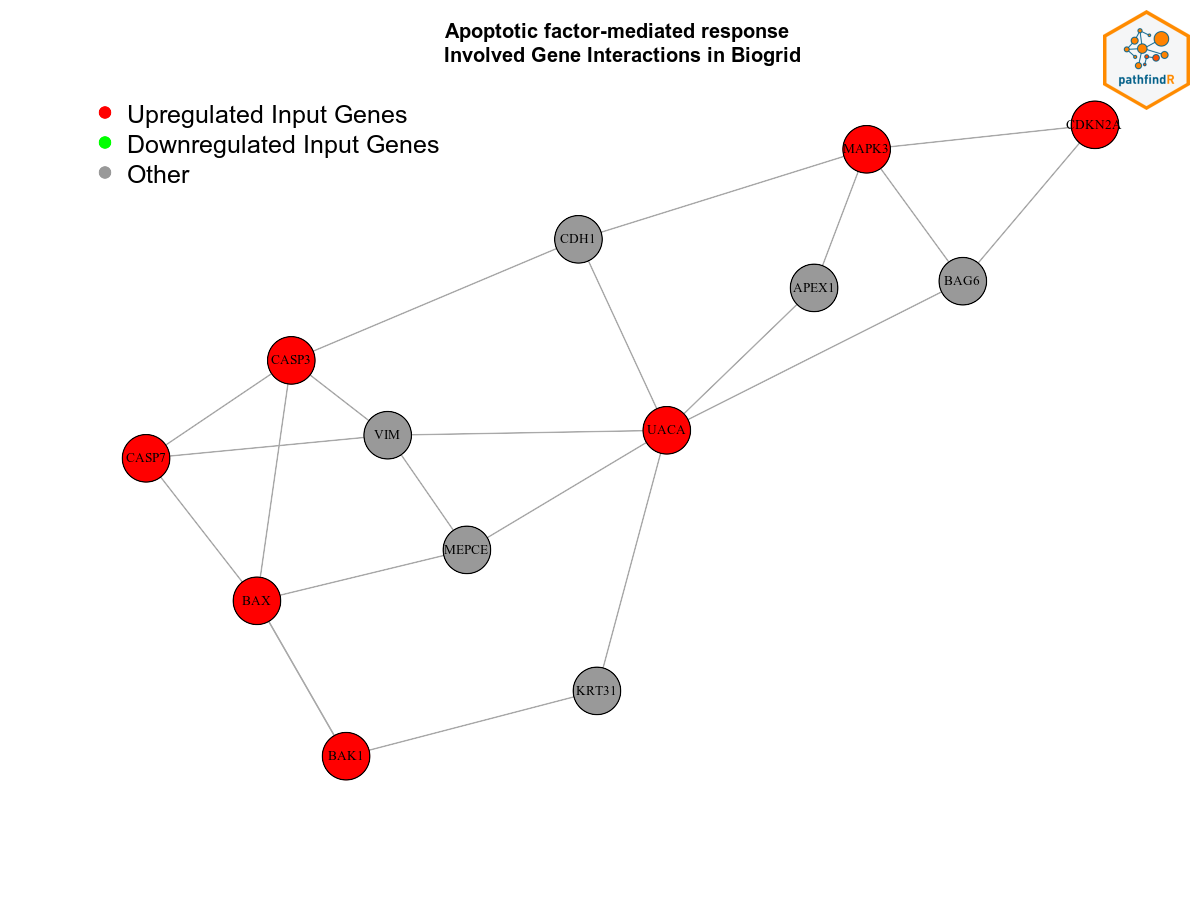 Apoptotic factor-mediated response
Involved Gene Interactions in Biogrid
pathfindR
Upregulated Input Genes
Downregulated Input Genes
Other
CDKN2A
MAPK3
CDH1
BAG6
APEX1
CASP3
UACA
VIM
CASP7
MEPCE
BAX
KRT31
BAK1